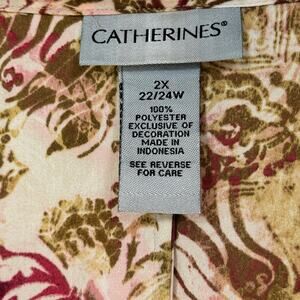 CATHERINES®
2X
22/24W
100%
POLYESTER
EXCLUSIVE OF
DECORATION
MADE IN
INDONESIA
SEE REVERSE
FOR CARE